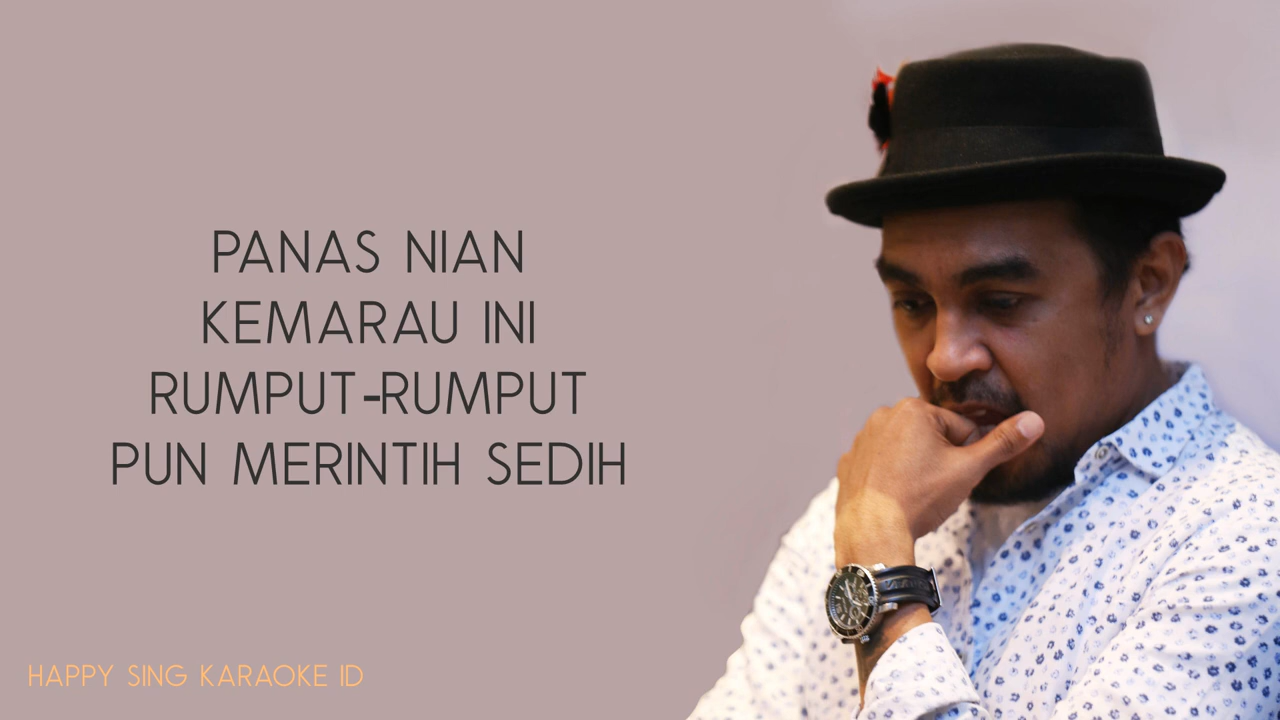 PANAS NIAN
KEMARAU INI
RUMPUT-RUMPUT
PUN MERINTIH SEDIH
HAPPY SING KARAOKE ID